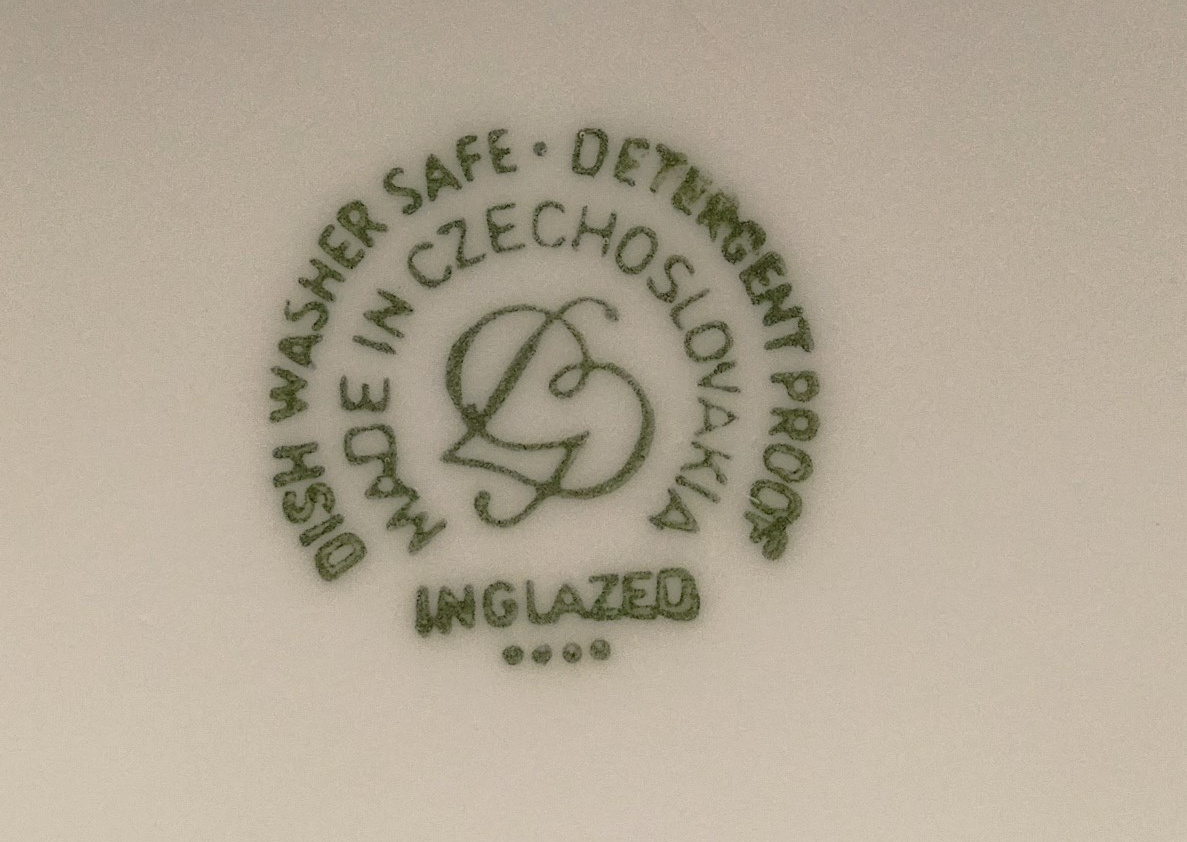 DISH WASHER SAFE · DETERGENT PROOF
MADE IN CZECHOSLOVAKIA
INGLAZED